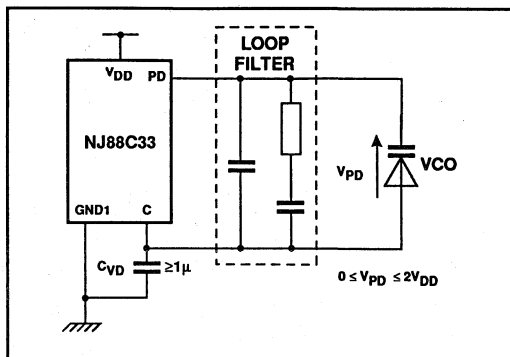 LOOP
FILTER
VDD PD
NJ88C33
VPD
VCO
GND1 C
CVD ≥1μ
0 ≤ VPD ≤ 2VDD